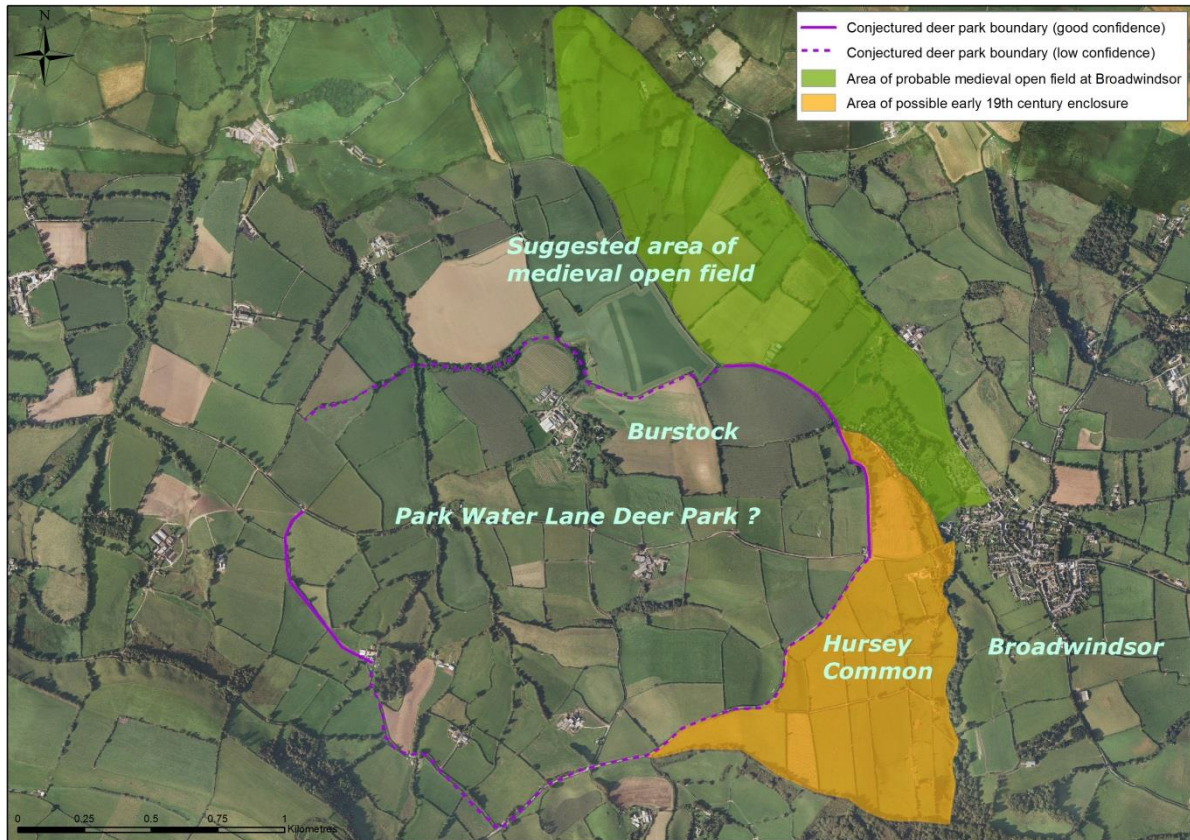 N
Conjectured deer park boundary (good confidence)
Conjectured deer park boundary (low confidence)
Area of probable medieval open field at Broadwindsor
Area of possible early 19th century enclosure
Suggested area of
medieval open field
Burstock
Park Water Lane Deer Park ?
Hursey
Common
Broadwindsor
0 0.25 0.5 0.75 1
Kilometres